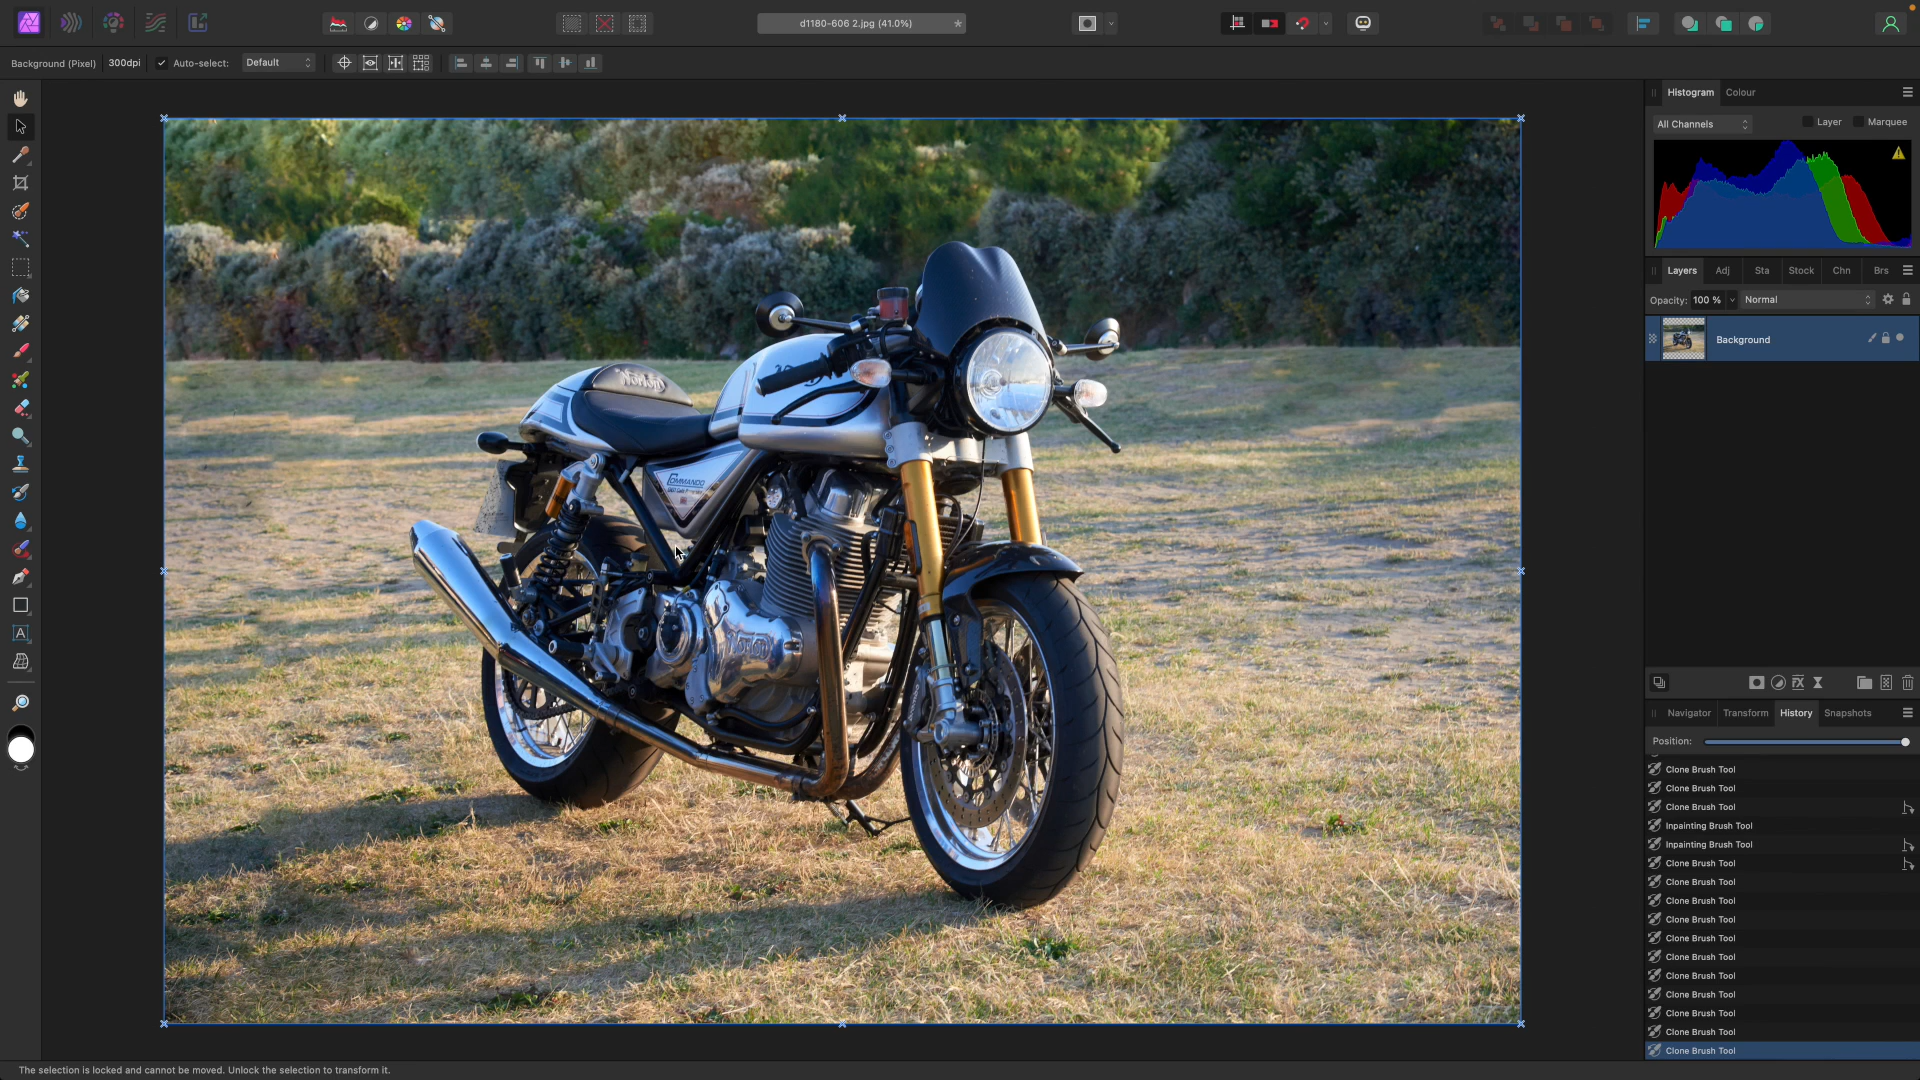 d1180-606 2.jpg (41.0%)
Background (Pixel)
300dpi
Auto-select:
Default
Histogram
Colour
All Channels
Layer
Marquee
Layers
Adj
Sta
Stock
Chn
Brs
Opacity:
100 %
Normal
Background
Navigator
Transform
History
Snapshots
Position:
Clone Brush Tool
Clone Brush Tool
Clone Brush Tool
Inpainting Brush Tool
Inpainting Brush Tool
Clone Brush Tool
Clone Brush Tool
Clone Brush Tool
Clone Brush Tool
Clone Brush Tool
Clone Brush Tool
Clone Brush Tool
Clone Brush Tool
Clone Brush Tool
Clone Brush Tool
Clone Brush Tool
Norton
COMMANDO
NORTON
A
The selection is locked and cannot be moved. Unlock the selection to transform it.